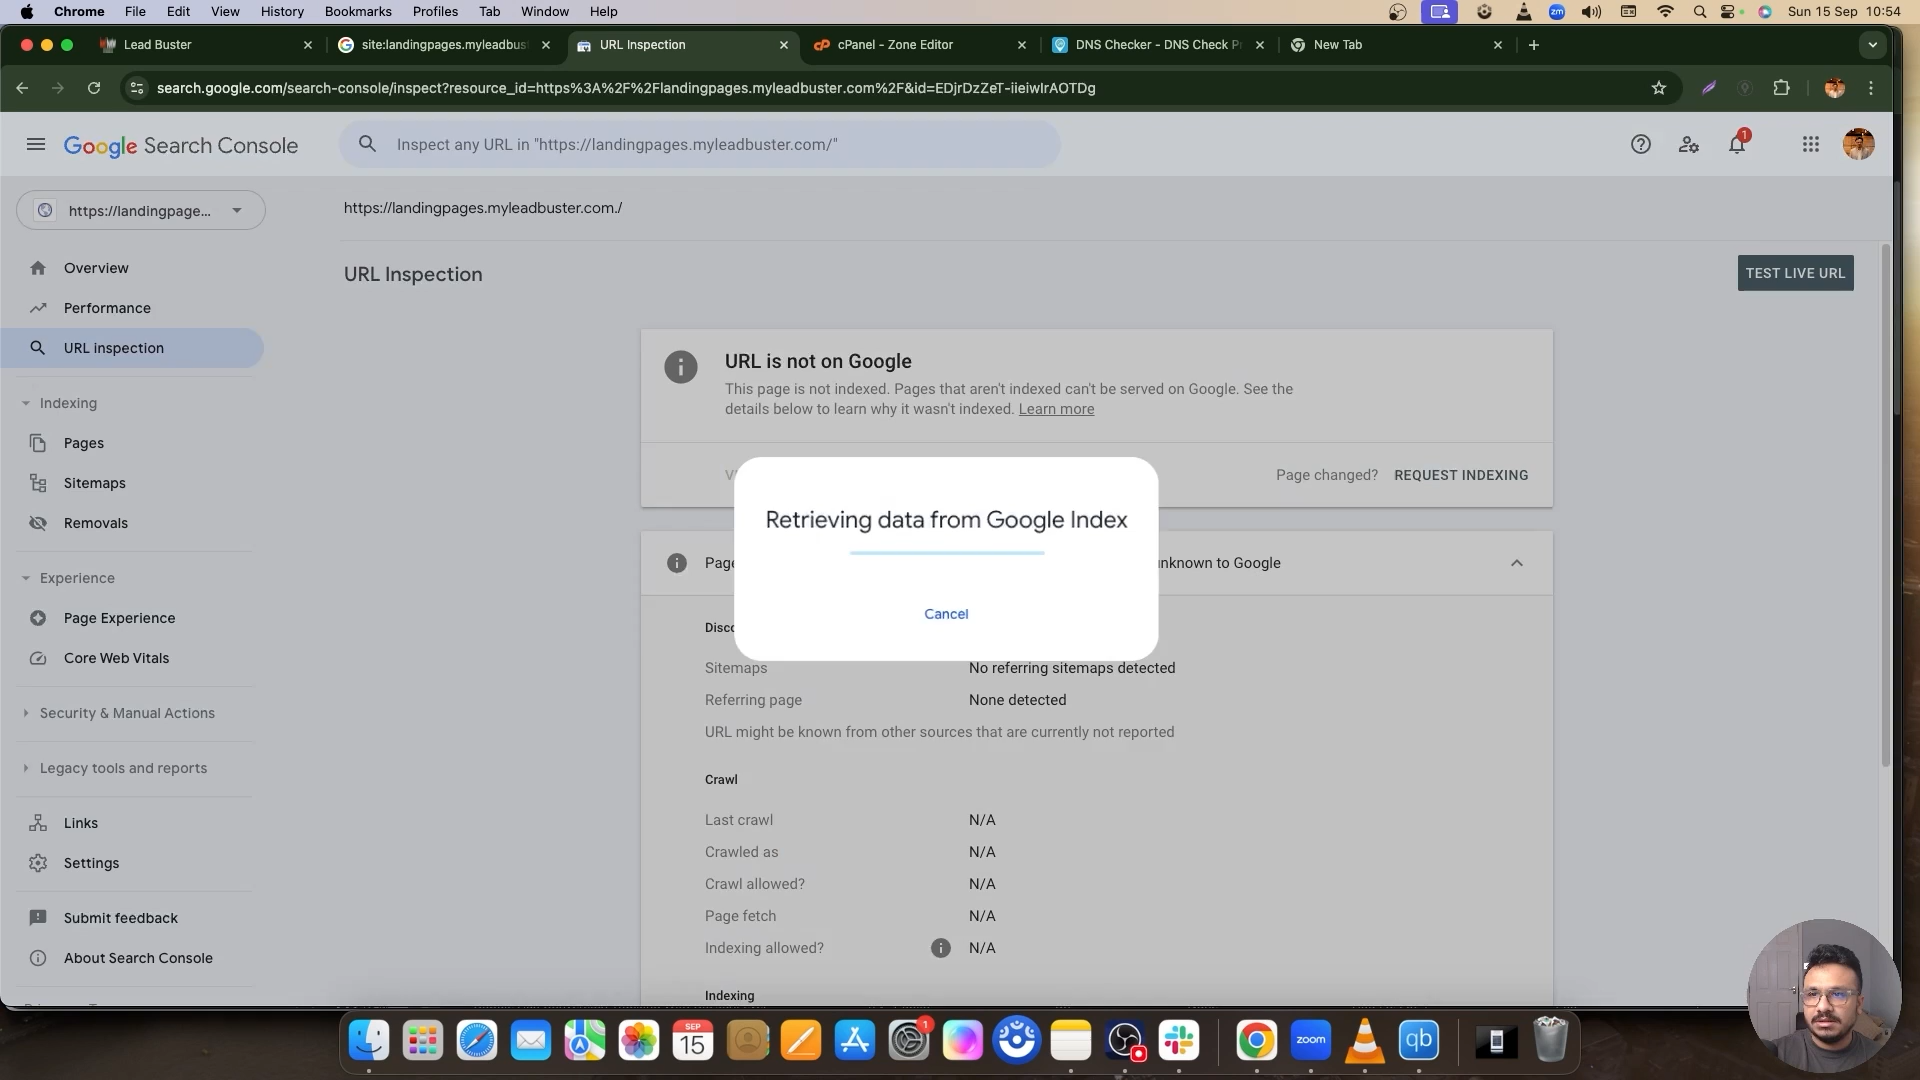 Chrome File Edit View History Bookmarks Profiles Tab Window Help zm Sun 15 Sep 10:54
Lead Buster site:landingpages.myleadbus URL Inspection cPanel - Zone Editor DNS Checker - DNS Check Pr New Tab
search.google.com/search-console/inspect?resource_id=https%3A%2F%2Flandingpages.myleadbuster.com%2F&id=EDjrDzZeT-iieiwIrAOTDg
Google Search Console
Inspect any URL in "https://landingpages.myleadbuster.com/"
1
https://landingpage...
https://landingpages.myleadbuster.com./
Overview
Performance
URL inspection
Indexing
Pages
Sitemaps
Removals
Experience
Page Experience
Core Web Vitals
Security & Manual Actions
Legacy tools and reports
Links
Settings
Submit feedback
About Search Console
URL Inspection
TEST LIVE URL
URL is not on Google
This page is not indexed. Pages that aren't indexed can't be served on Google. See the
details below to learn why it wasn't indexed. Learn more
Page changed? REQUEST INDEXING
Retrieving data from Google Index
Cancel
Page
unknown to Google
Disco
Sitemaps No referring sitemaps detected
Referring page None detected
URL might be known from other sources that are currently not reported
Crawl
Last crawl N/A
Crawled as N/A
Crawl allowed? N/A
Page fetch N/A
Indexing allowed? N/A
Indexing
SEP
15
1
zoom
qb